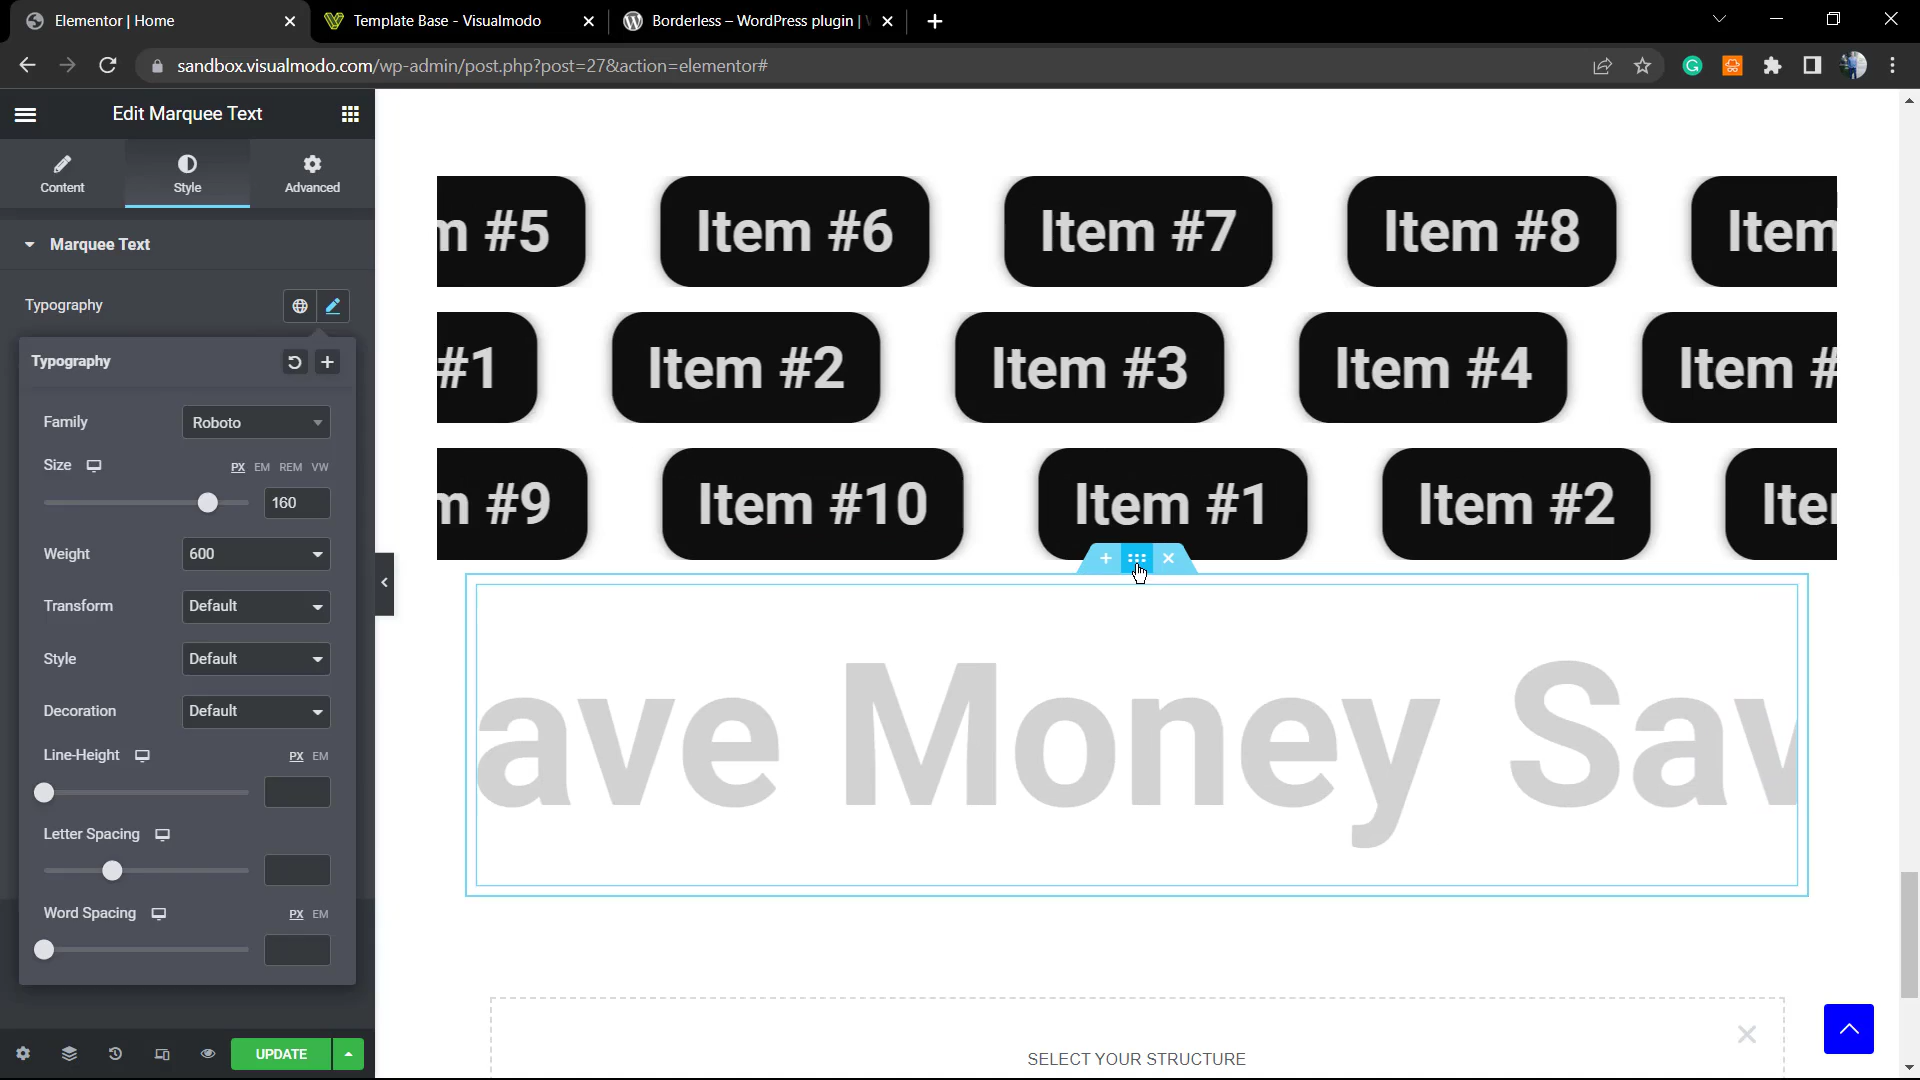 Elementor | Home
Template Base - Visualmodo
Borderless – WordPress plugin |
sandbox.visualmodo.com/wp-admin/post.php?post=27&action=elementor#
Edit Marquee Text
Content
Style
Advanced
Marquee Text
Typography
Typography
Family
Roboto
Size
PX EM REM VW
160
Weight
600
Transform
Default
Style
Default
Decoration
Default
Line-Height
PX EM
Letter Spacing
Word Spacing
PX EM
UPDATE
m #5 Item #6 Item #7 Item #8 Item
#1 Item #2 Item #3 Item #4 Item #
m #9 Item #10 Item #1 Item #2 Ite
ave Money Sav
SELECT YOUR STRUCTURE